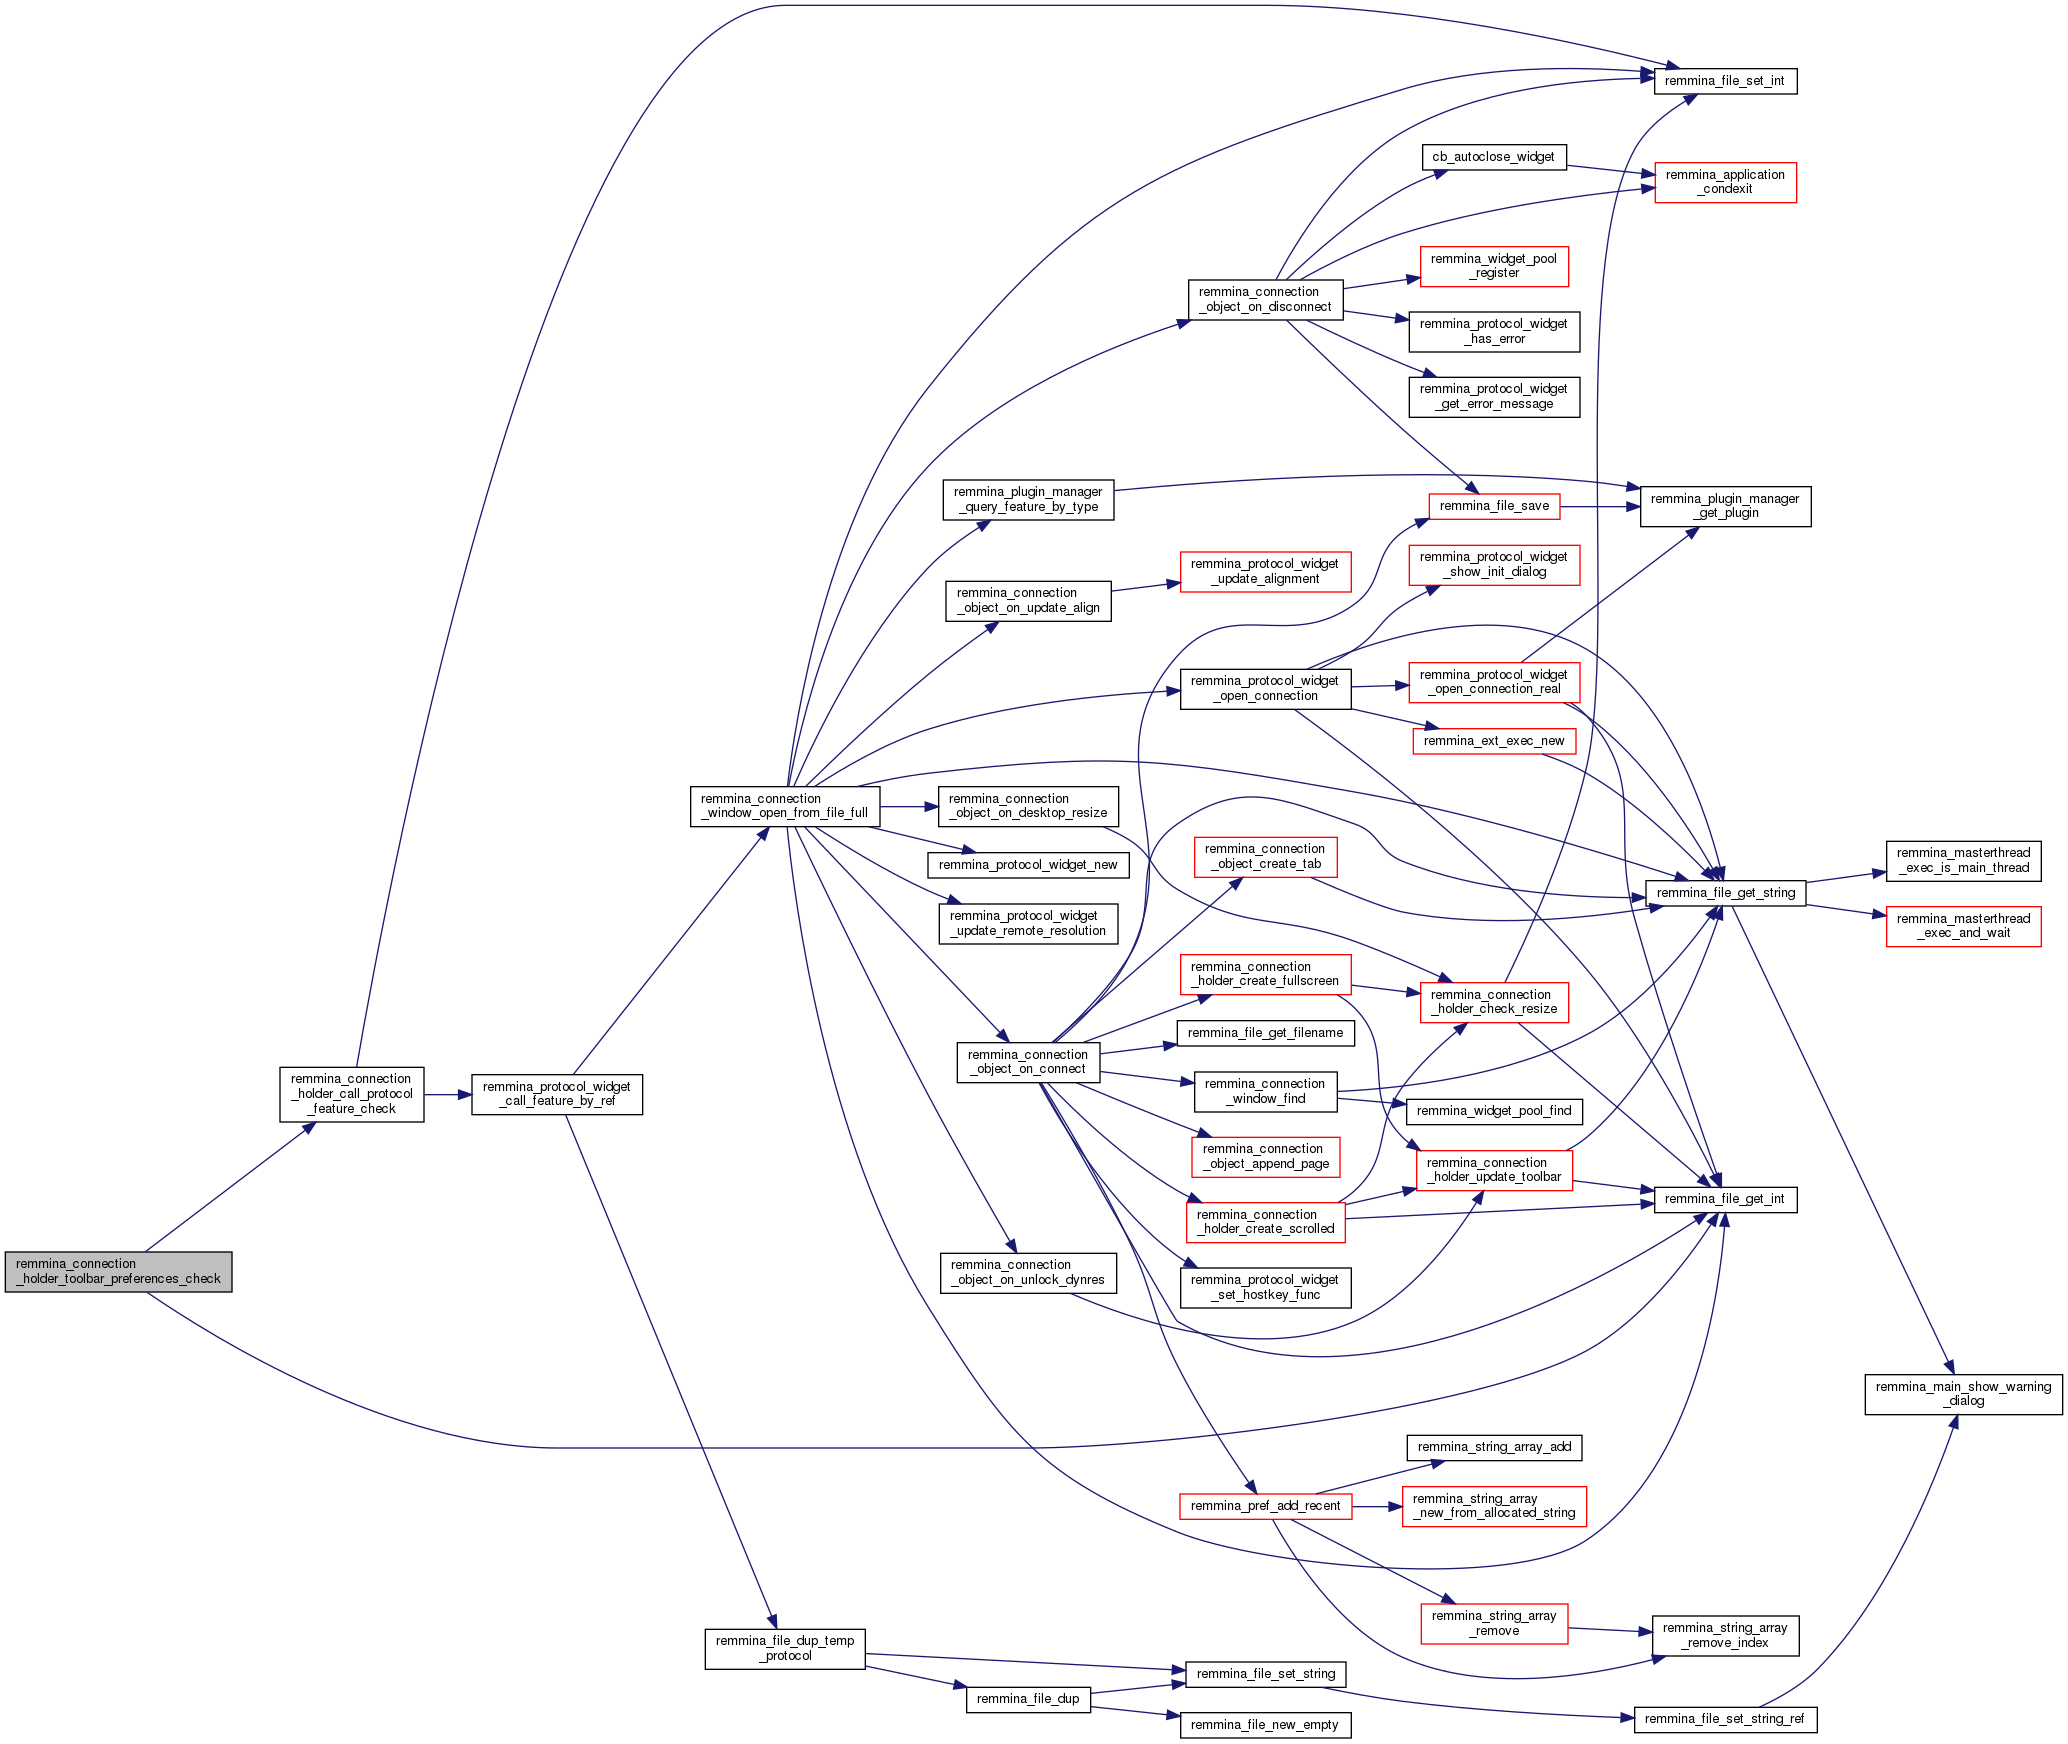 remmina_connection
_holder_toolbar_preferences_check
remmina_connection
_holder_call_protocol
_feature_check
remmina_protocol_widget
_call_feature_by_ref
remmina_connection
_window_open_from_file_full
remmina_file_dup_temp
_protocol
remmina_plugin_manager
_query_feature_by_type
remmina_connection
_object_on_update_align
remmina_connection
_object_on_desktop_resize
remmina_protocol_widget_new
remmina_protocol_widget
_update_remote_resolution
remmina_connection
_object_on_connect
remmina_connection
_object_on_unlock_dynres
remmina_file_dup
remmina_connection
_object_on_disconnect
remmina_protocol_widget
_update_alignment
remmina_protocol_widget
_open_connection
remmina_connection
_object_create_tab
remmina_connection
_holder_create_fullscreen
remmina_file_get_filename
remmina_connection
_window_find
remmina_connection
_object_append_page
remmina_connection
_holder_create_scrolled
remmina_protocol_widget
_set_hostkey_func
remmina_pref_add_recent
remmina_file_set_string
remmina_file_new_empty
cb_autoclose_widget
remmina_widget_pool
_register
remmina_protocol_widget
_has_error
remmina_protocol_widget
_get_error_message
remmina_file_save
remmina_protocol_widget
_show_init_dialog
remmina_protocol_widget
_open_connection_real
remmina_ext_exec_new
remmina_connection
_holder_check_resize
remmina_widget_pool_find
remmina_connection
_holder_update_toolbar
remmina_string_array_add
remmina_string_array
_new_from_allocated_string
remmina_string_array
_remove
remmina_file_set_int
remmina_application
_condexit
remmina_plugin_manager
_get_plugin
remmina_file_get_string
remmina_file_get_int
remmina_string_array
_remove_index
remmina_file_set_string_ref
remmina_masterthread
_exec_is_main_thread
remmina_masterthread
_exec_and_wait
remmina_main_show_warning
_dialog